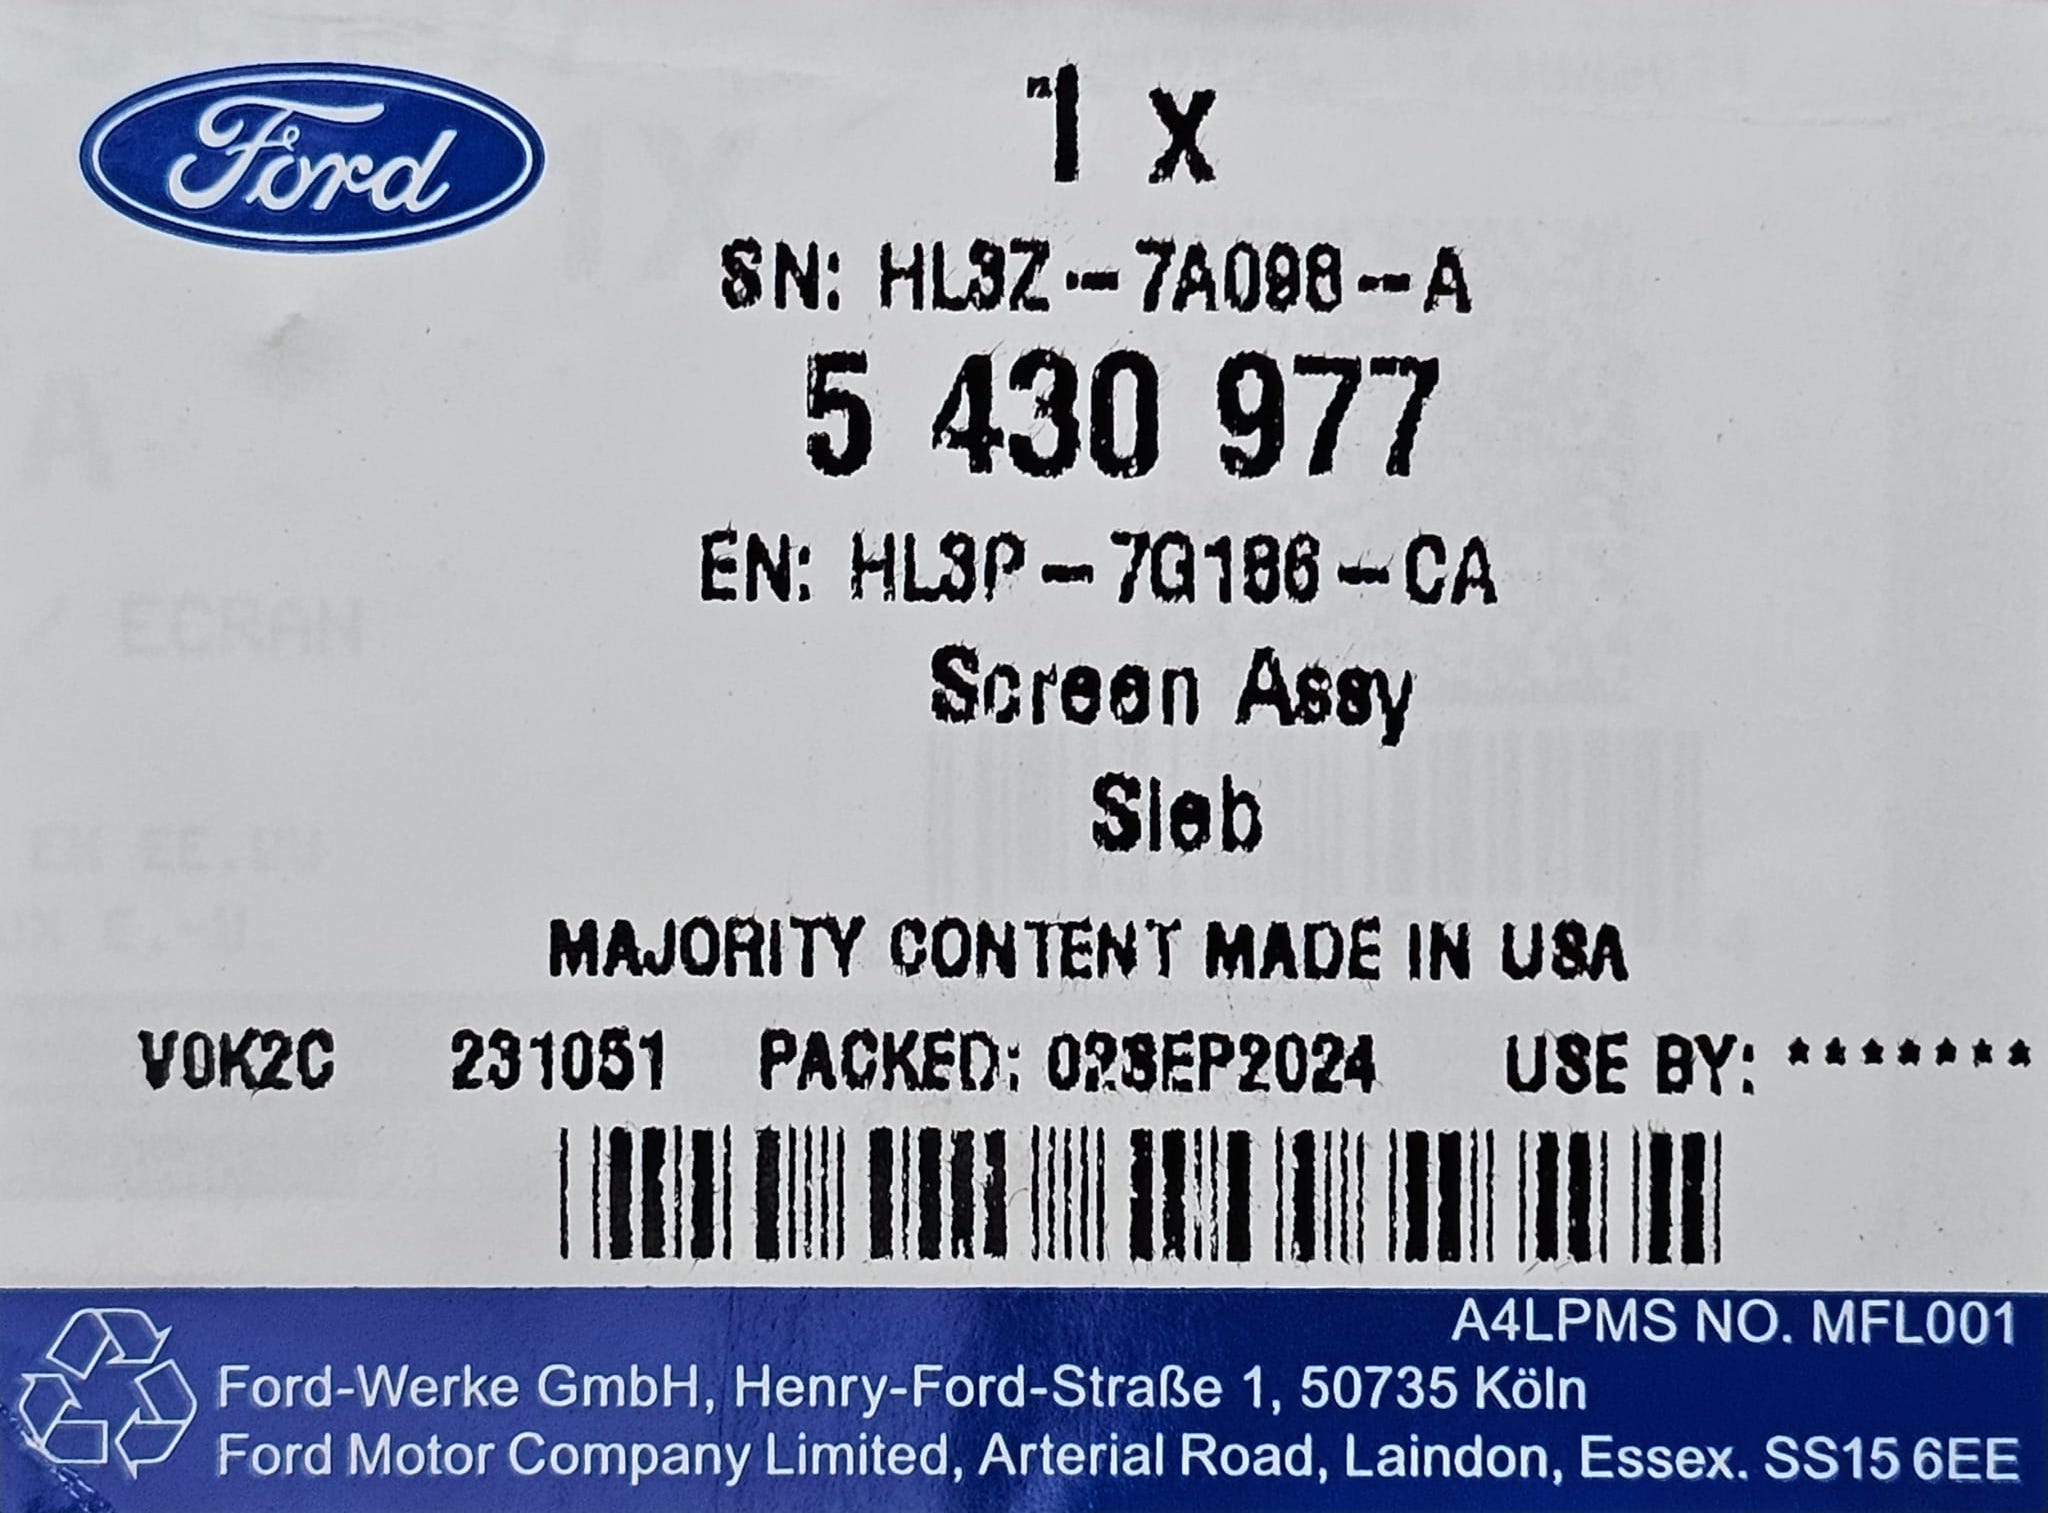 Ford
1 x
SN: HL3Z-7A098-A
5 430 977
EN: HL3P-7G186-CA
Screen Assy
Sieb
MAJORITY CONTENT MADE IN USA
V0K2C 231051 PACKED: 02SEP2024 USE BY: *******
A4LPMS NO. MFL001
Ford-Werke GmbH, Henry-Ford-Straße 1, 50735 Köln
Ford Motor Company Limited, Arterial Road, Laindon, Essex. SS15 6EE